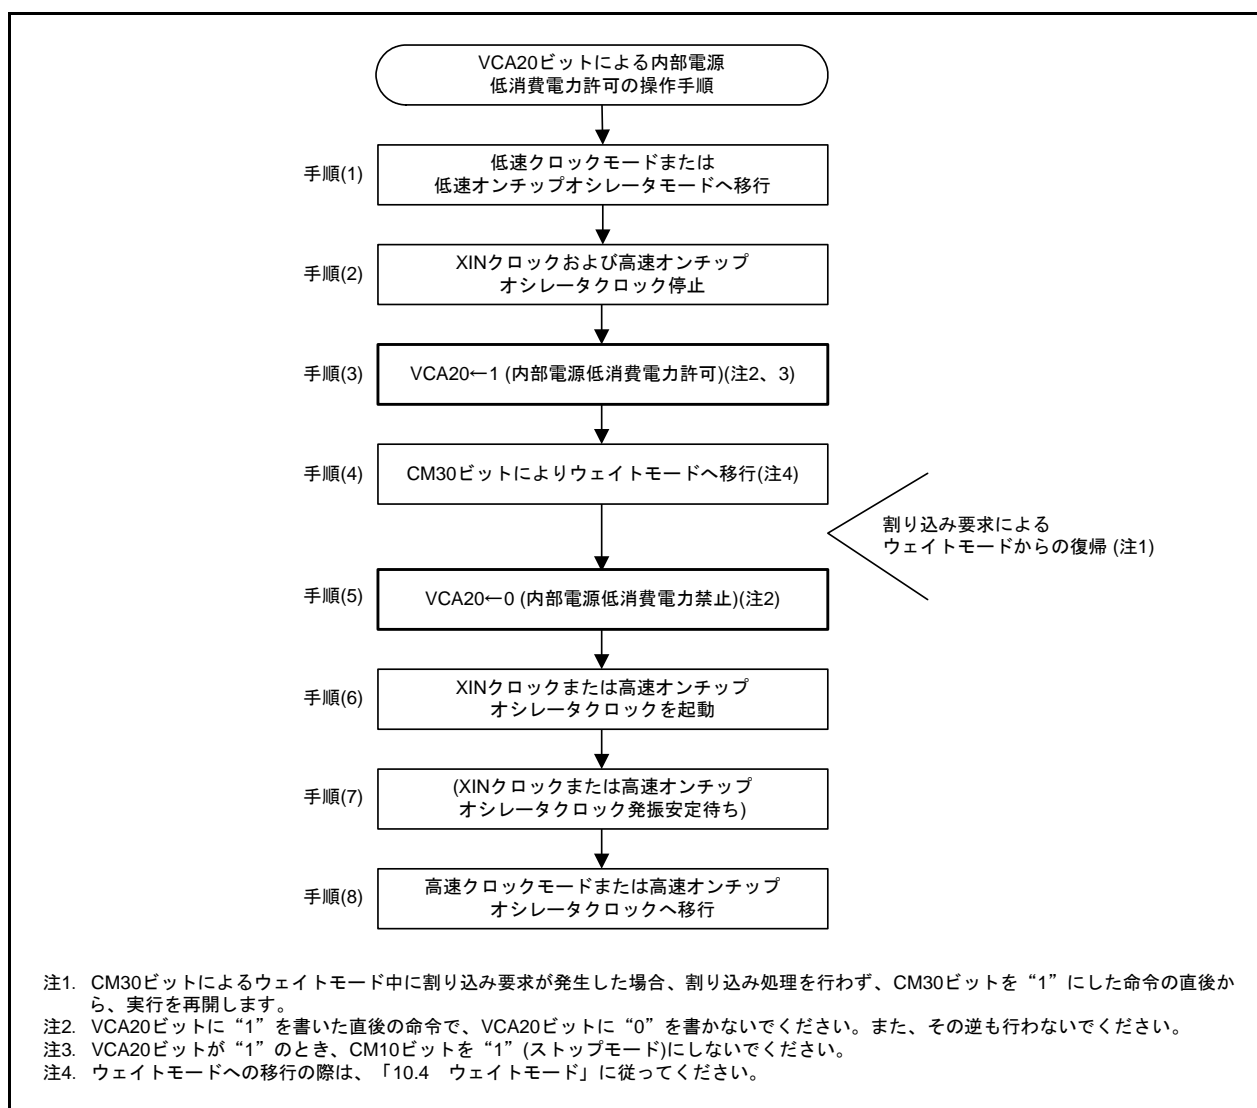 VCA20ビットによる内部電源
低消費電力許可の操作手順
手順(1)
低速クロックモードまたは
低速オンチップオシレータモードへ移行
手順(2)
XINクロックおよび高速オンチップ
オシレータクロック停止
手順(3)
VCA20←1 (内部電源低消費電力許可)(注2、3)
手順(4)
CM30ビットによりウェイトモードへ移行(注4)
割り込み要求による
ウェイトモードからの復帰 (注1)
手順(5)
VCA20←0 (内部電源低消費電力禁止)(注2)
手順(6)
XINクロックまたは高速オンチップ
オシレータクロックを起動
手順(7)
(XINクロックまたは高速オンチップ
オシレータクロック発振安定待ち)
手順(8)
高速クロックモードまたは高速オンチップ
オシレータクロックへ移行
注1. CM30ビットによるウェイトモード中に割り込み要求が発生した場合、割り込み処理を行わず、CM30ビットを“1”にした命令の直後か
ら、実行を再開します。
注2. VCA20ビットに“1”を書いた直後の命令で、VCA20ビットに“0”を書かないでください。また、その逆も行わないでください。
注3. VCA20ビットが“1”のとき、CM10ビットを“1”(ストップモード)にしないでください。
注4. ウェイトモードへの移行の際は、「10.4　ウェイトモード」に従ってください。